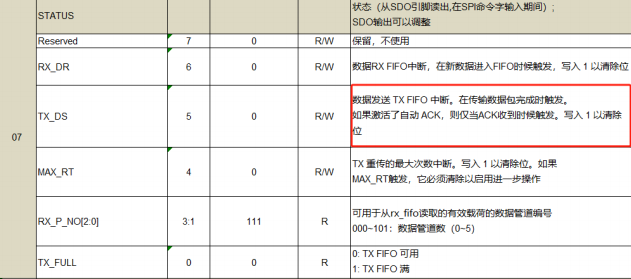 STATUS
状态（从SDO引脚读出,在SPI命令字输入期间）;
SDO输出可以调整
Reserved 7 0 R/W 保留，不使用
RX_DR 6 0 R/W 数据RX FIFO中断，在新数据进入FIFO时候触发，写入 1 以清除位
数据发送 TX FIFO 中断。在传输数据包完成时触发。
TX_DS 5 0 R/W 如果激活了自动 ACK，则仅当ACK收到时候触发。写入 1 以清除
位
07
MAX_RT 4 0 R/W TX 重传的最大次数中断。写入 1 以清除位。如果
MAX_RT触发，它必须清除以启用进一步操作
RX_P_NO[2:0] 3:1 111 R 可用于从rx_fifo读取的有效载荷的数据管道编号
000~101：数据管道数（0~5）
TX_FULL 0 0 R 0: TX FIFO 可用
1: TX FIFO 满